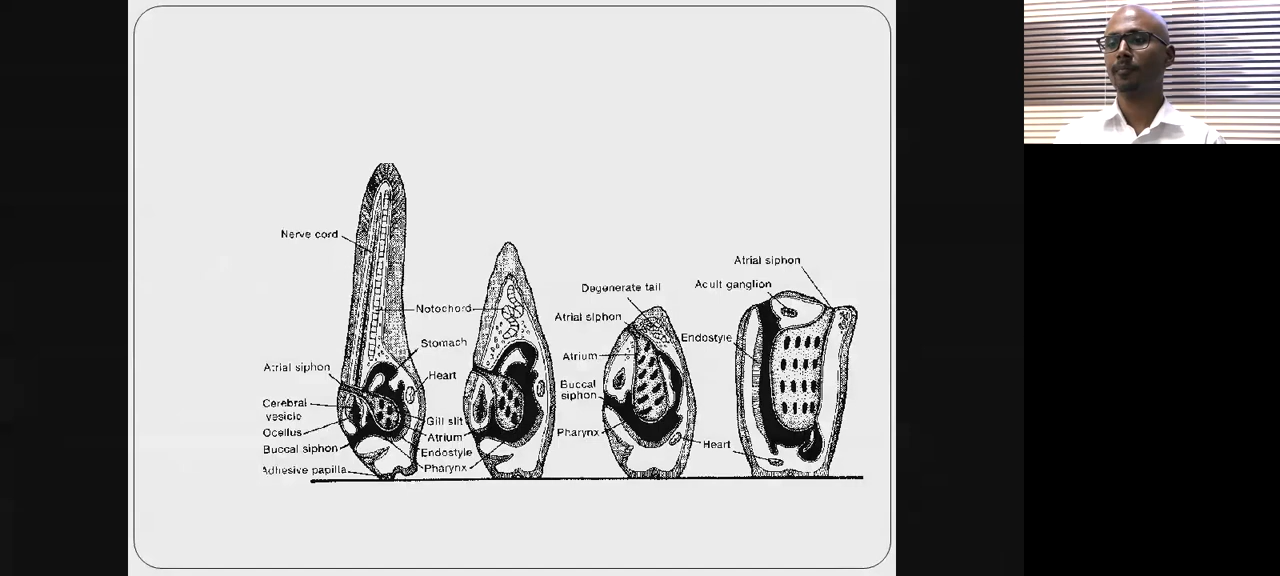 Nerve cord
Notochord
Stomach
Atrial siphon
Heart
Cerebral
vesicle
Ocellus
Gill slit
Atrium
Buccal siphon
Endostyle
Adhesive papilla
Pharynx
Degenerate tail
Atrial siphon
Atrium
Buccal
siphon
Pharynx
Atrial siphon
Acult ganglion
Endostyle
Heart